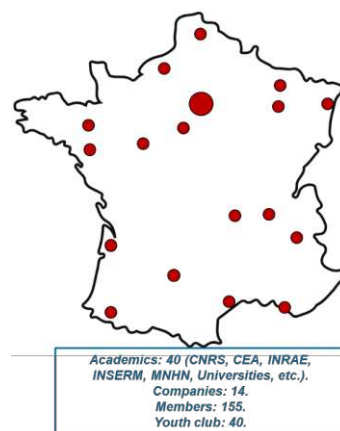 Academics: 40 (CNRS, CEA, INRAE,
INSERM, MNHN, Universities, etc.).
Companies: 14.
Members: 155.
Youth club: 40.